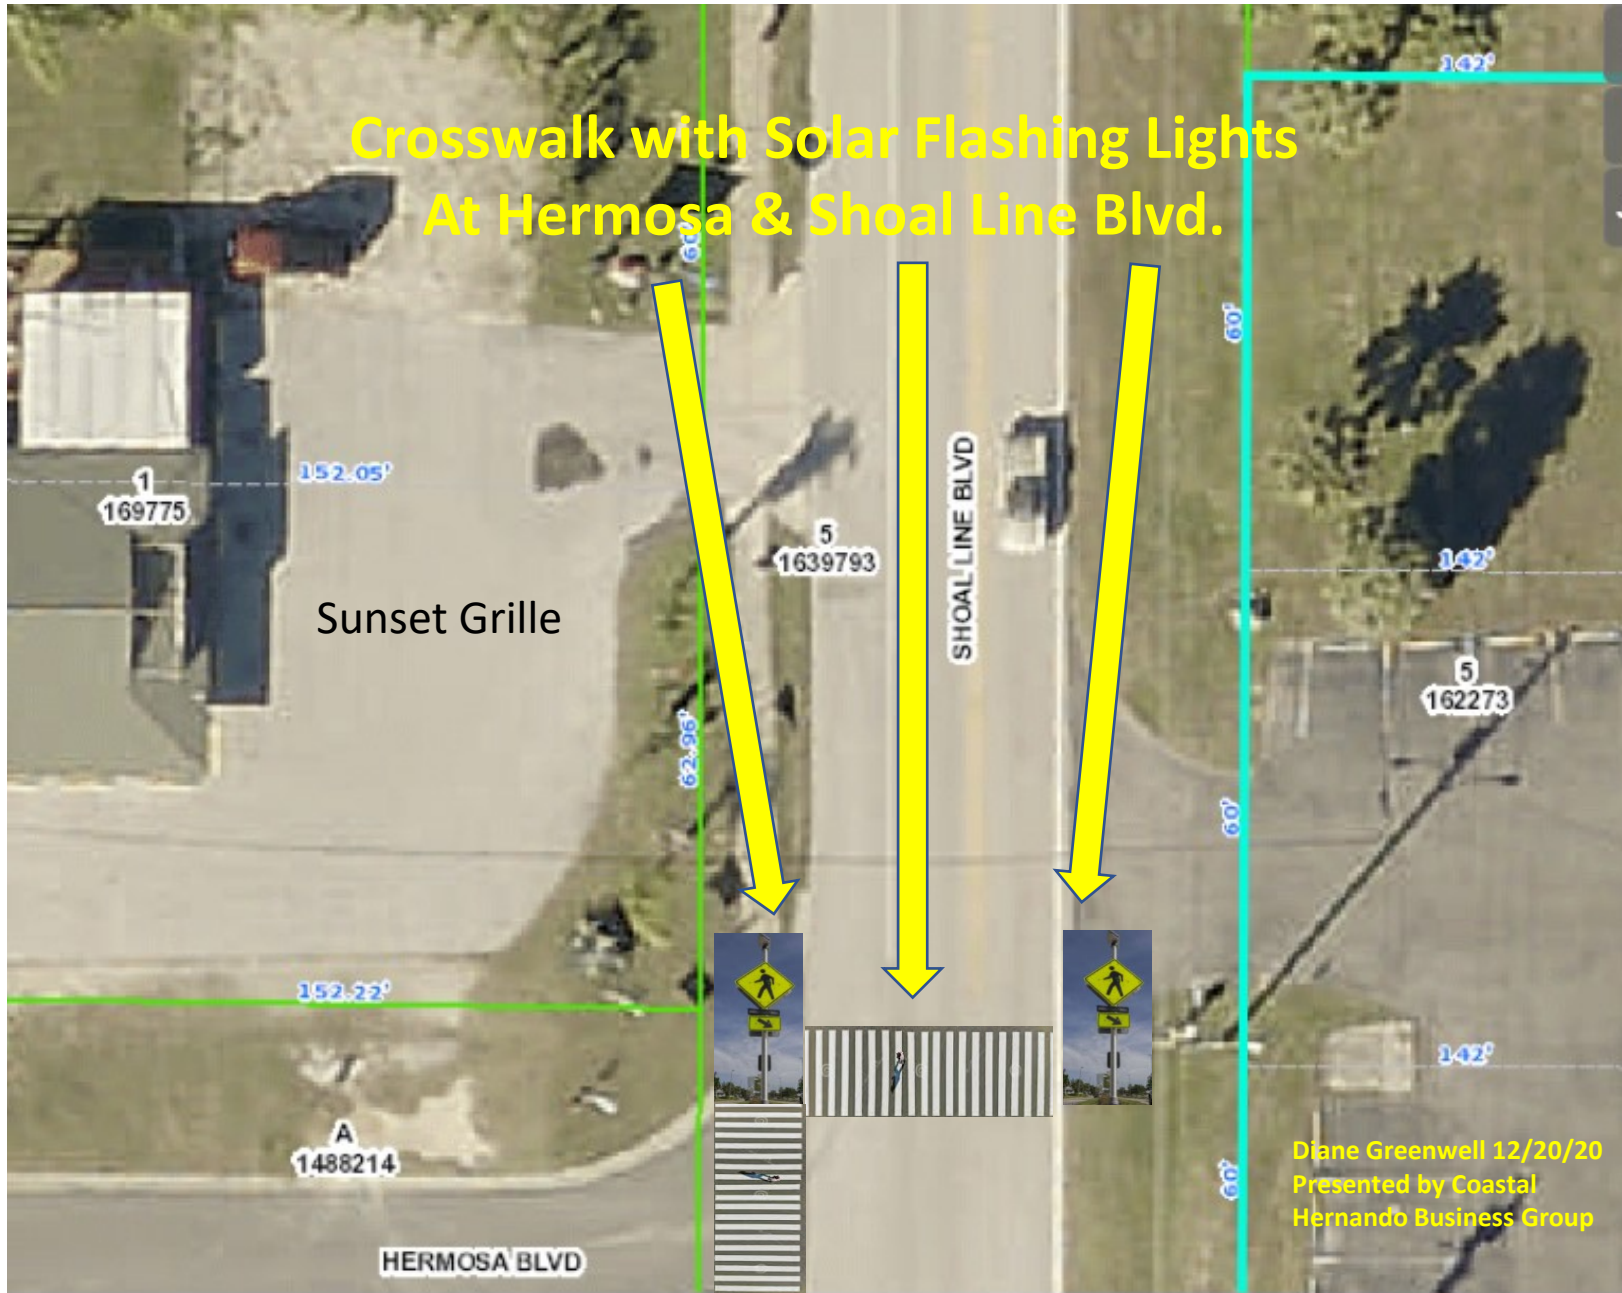 142'
Crosswalk with Solar Flashing Lights
At Hermosa & Shoal Line Blvd.
60'
60'
152.05'
1
169775
5
1639793
SHOAL LINE BLVD
142'
Sunset Grille
5
162273
62.96'
60'
152.22'
142'
A
1488214
60'
Diane Greenwell 12/20/20
Presented by Coastal
Hernando Business Group
HERMOSA BLVD